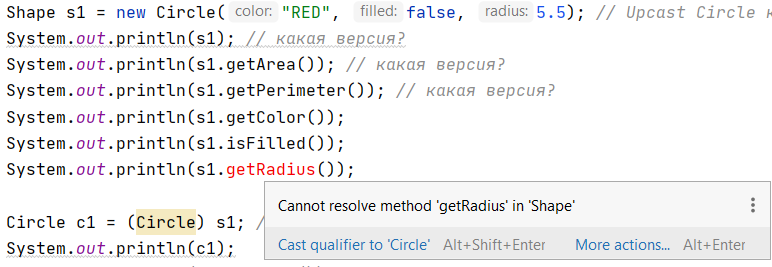 Shape s1 = new Circle( color: "RED", filled: false, radius: 5.5); // Upcast Circle
System.out.println(s1); // какая версия?
System.out.println(s1.getArea()); // какая версия?
System.out.println(s1.getPerimeter()); // какая версия?
System.out.println(s1.getColor());
System.out.println(s1.isFilled());
System.out.println(s1.getRadius());
Cannot resolve method 'getRadius' in 'Shape'
Circle c1 = (Circle) s1; /
Cast qualifier to 'Circle' Alt+Shift+Enter More actions... Alt+Enter
System.out.println(c1);